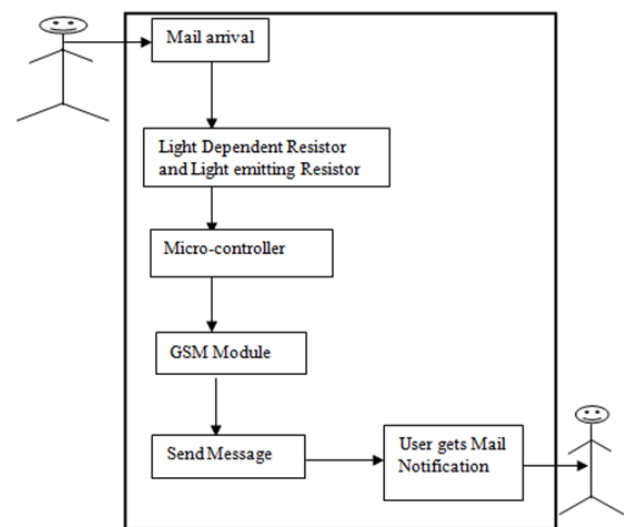 Mail arrival
Light Dependent Resistor
and Light emitting Resistor
Micro-controller
GSM Module
Send Message
User gets Mail
Notification